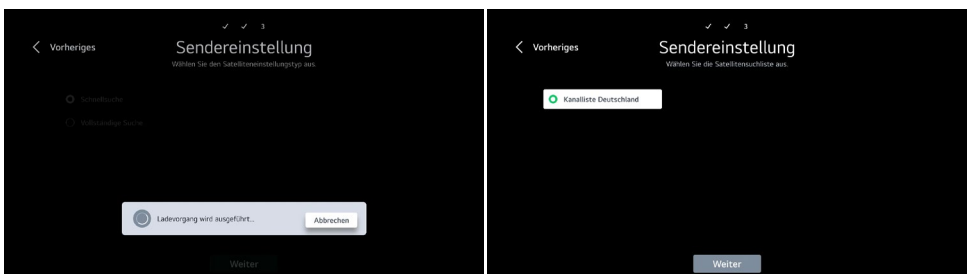 3
Vorheriges
Sendereinstellung
Wählen Sie den Satelliteneinstellungstyp aus.
Schnellsuche
Vollständige Suche
Ladevorgang wird ausgeführt...
Abbrechen
Weiter
3
Vorheriges
Sendereinstellung
Wählen Sie die Satellitensuchliste aus.
Kanalliste Deutschland
Weiter